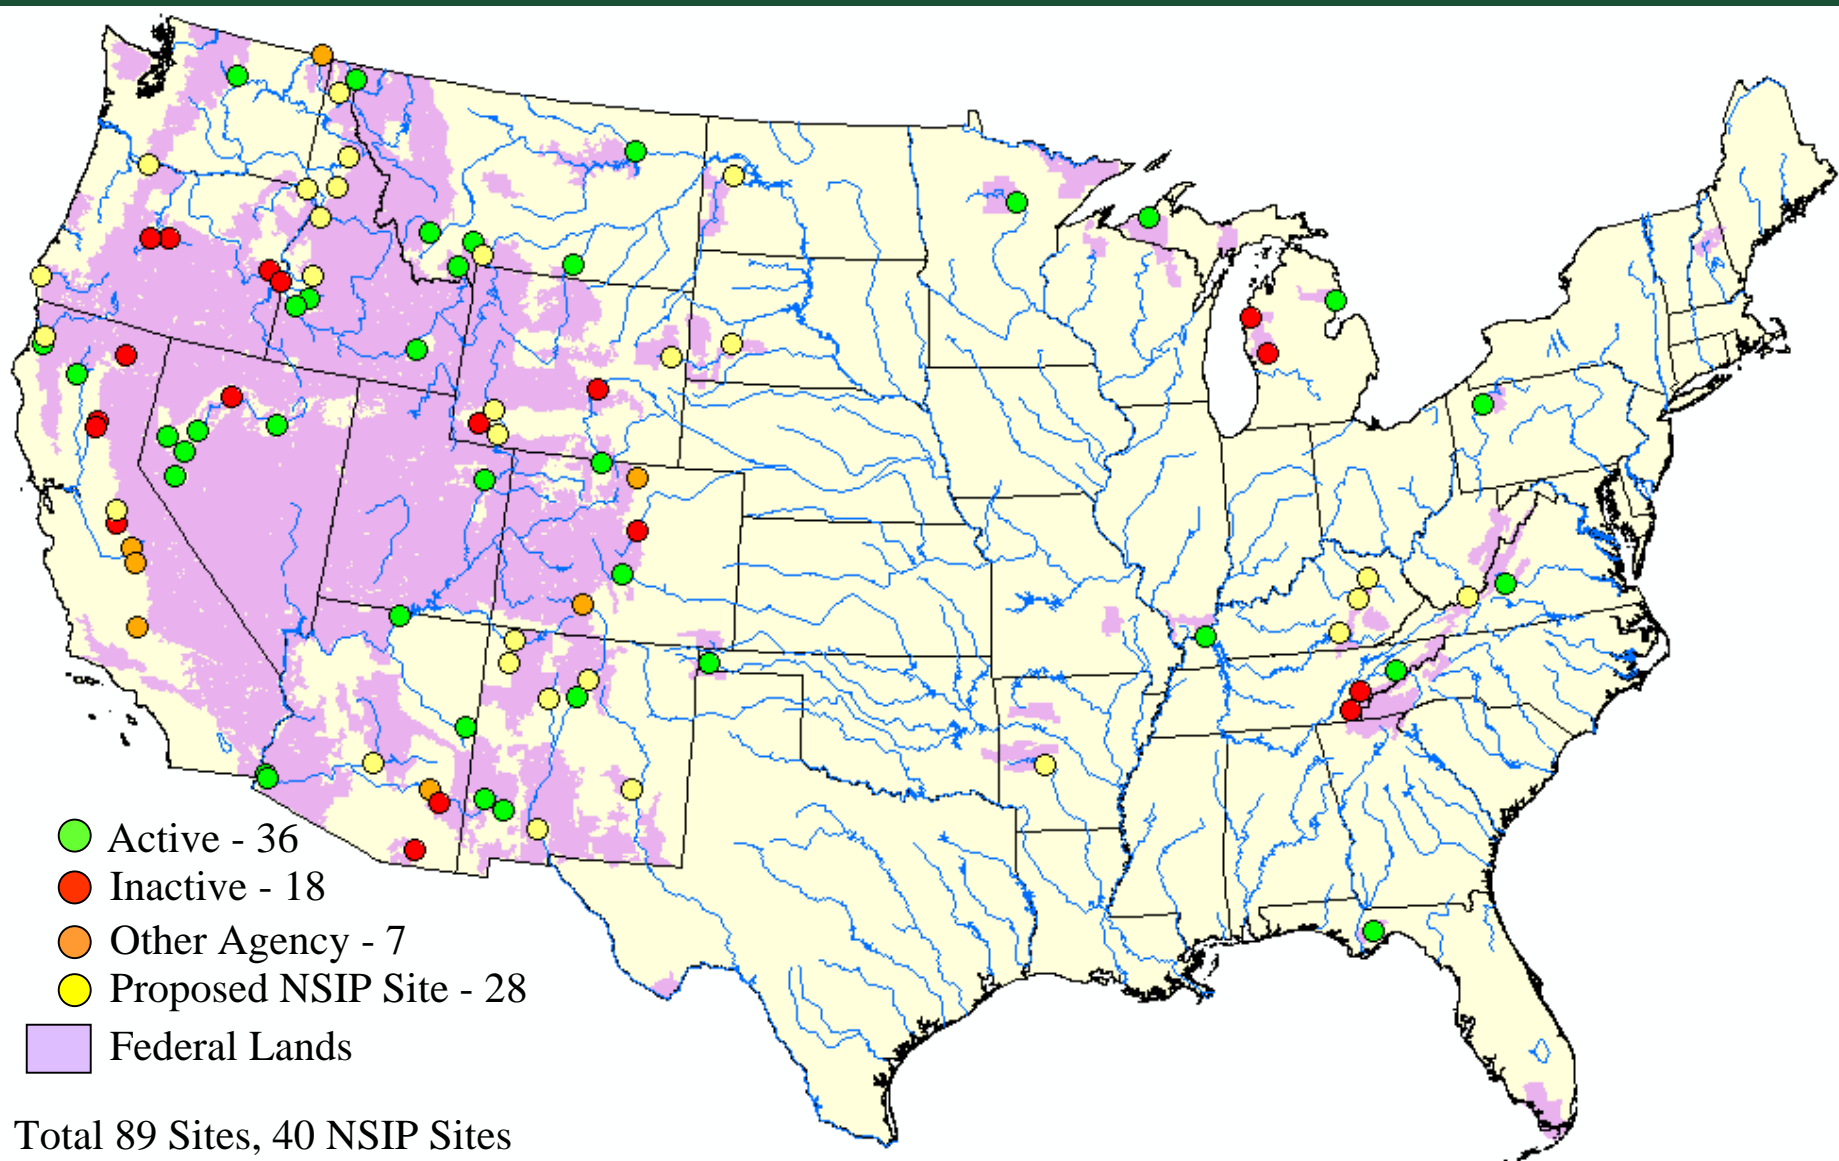 Active - 36
Inactive - 18
Other Agency - 7
Proposed NSIP Site - 28
Federal Lands
Total 89 Sites, 40 NSIP Sites